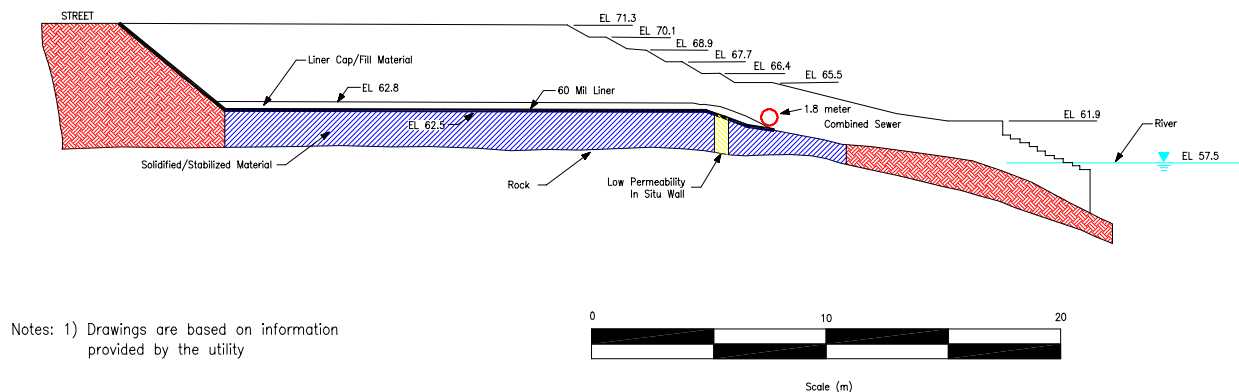 STREET
EL 71.3
EL 70.1
EL 68.9
EL 67.7
EL 66.4
EL 65.5
Liner Cap/Fill Material
EL 62.8
60 Mil Liner
1.8 meter
Combined Sewer
EL 61.9
River
EL 62.5
EL 57.5
Solidified/Stabilized Material
Rock
Low Permeability
In Situ Wall
Notes: 1) Drawings are based on information
provided by the utility
0
10
20
Scale (m)